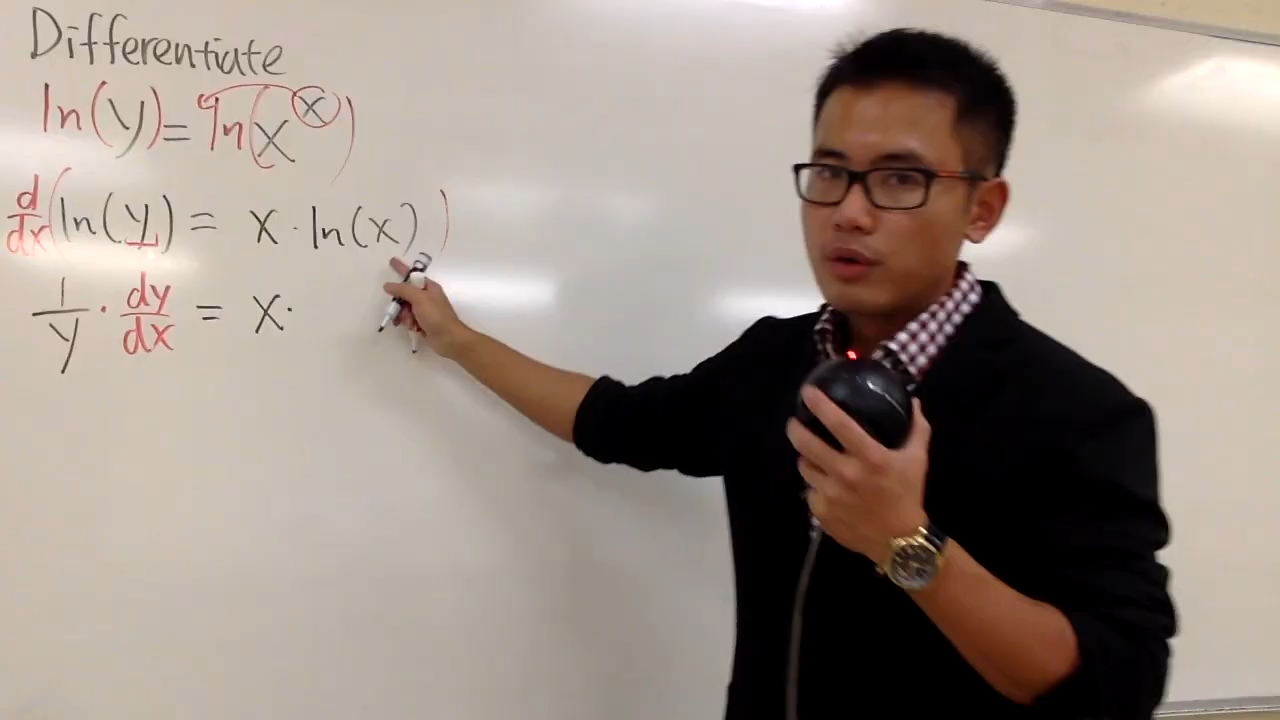 Differentiate
ln(y) = ln(x^x)
d/dx (ln(y) = x · ln(x))
1/y · dy/dx = x ·